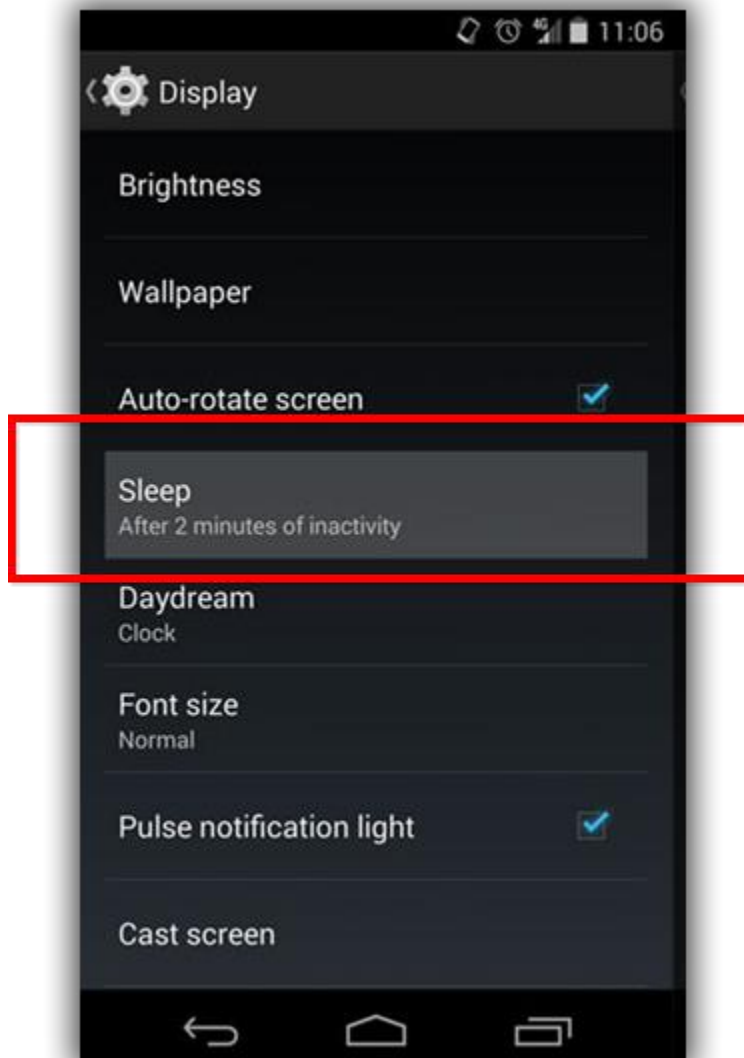 4G 11:06
Display
Brightness
Wallpaper
Auto-rotate screen
Sleep
After 2 minutes of inactivity
Daydream
Clock
Font size
Normal
Pulse notification light
Cast screen